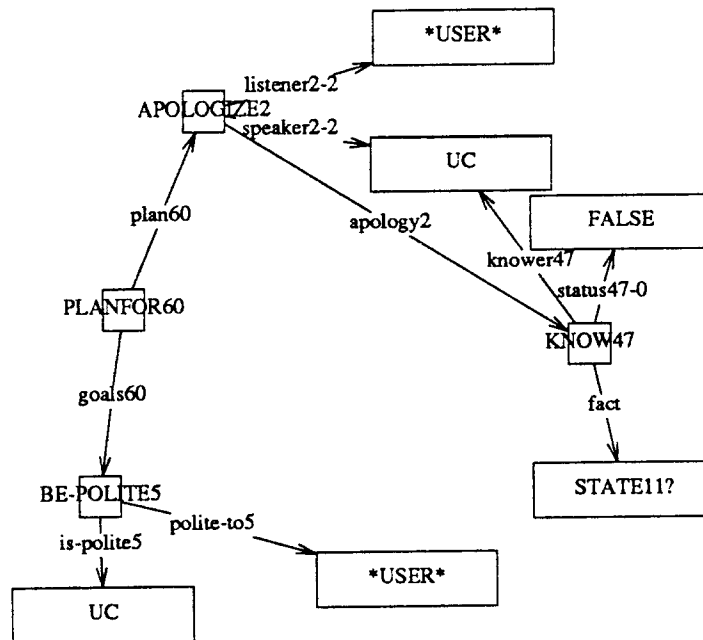 *USER*
listener2-2
APOLOGIZE2
speaker2-2
UC
plan60
apology2
FALSE
knower47
status47-0
PLANFOR60
KNOW47
goals60
fact
BE-POLITE5
STATE11?
polite-to5
is-polite5
*USER*
UC